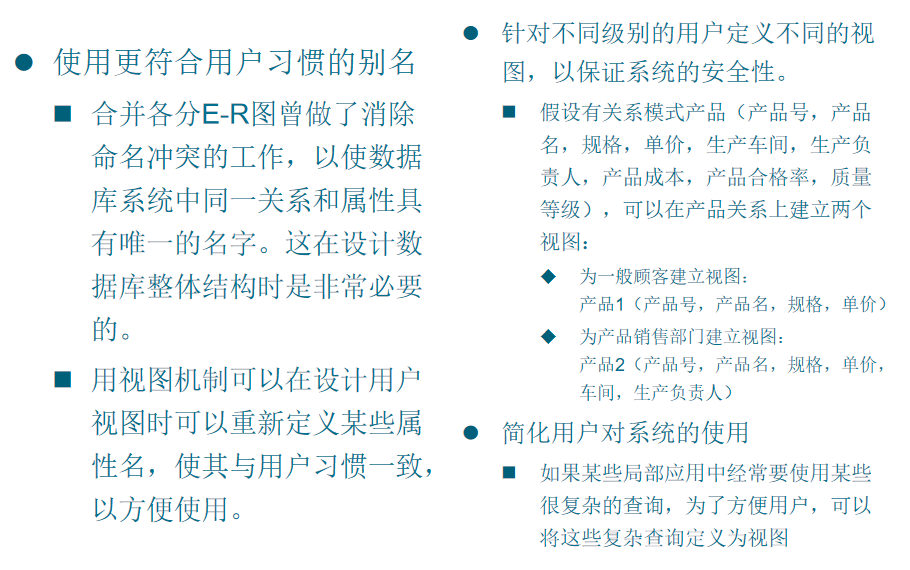 使用更符合用户习惯的别名
合并各分E-R图曾做了消除
命名冲突的工作，以使数据
库系统中同一关系和属性具
有唯一的名字。这在设计数
据库整体结构时是非常必要
的。
用视图机制可以在设计用户
视图时可以重新定义某些属
性名，使其与用户习惯一致，
以方便使用。
针对不同级别的用户定义不同的视
图，以保证系统的安全性。
假设有关系模式产品（产品号，产品
名，规格，单价，生产车间，生产负
责人，产品成本，产品合格率，质量
等级），可以在产品关系上建立两个
视图：
为一般顾客建立视图：
产品1（产品号，产品名，规格，单价）
为产品销售部门建立视图：
产品2（产品号，产品名，规格，单价，
车间，生产负责人）
简化用户对系统的使用
如果某些局部应用中经常要使用某些
很复杂的查询，为了方便用户，可以
将这些复杂查询定义为视图